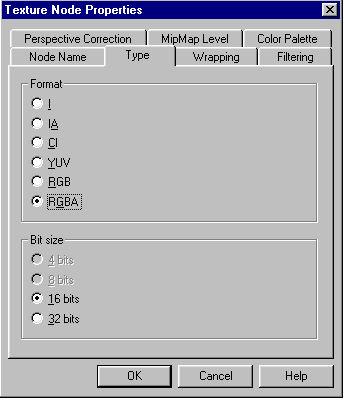 Texture Node Properties
Perspective Correction MipMap Level Color Palette
Node Name Type Wrapping Filtering
Format
I
IA
CI
YUV
RGB
RGBA
Bit size
4 bits
8 bits
16 bits
32 bits
OK Cancel Help